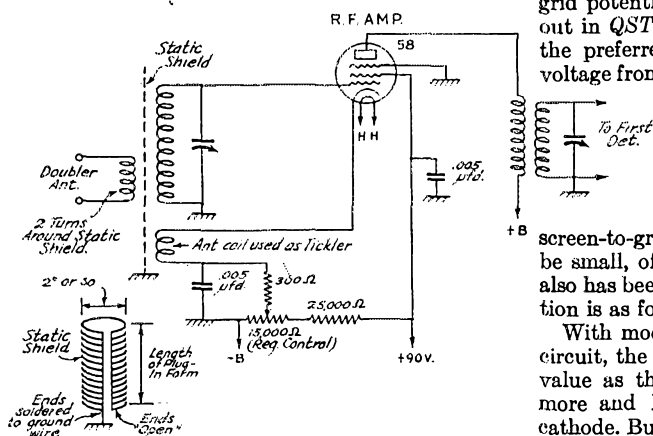 R.F. AMP.
58
Static
Shield
H H
Doubler
Ant.
2 Turns
Around Static
Shield.
.005
µfd.
To First
Det.
+B
Ant coil used as Tickler
.005
µfd.
300Ω
25,000Ω
15,000Ω
(Reg. Control)
-B
+90V.
2" or so
Static
Shield
Length
of Plug-
In Form
Ends
soldered
to ground
wire
"Ends
Open"
grid potenti
out in QST
the preferre
voltage from
screen-to-gr
be small, of
also has been
tion is as fo
With mod
circuit, the
value as th
more and
cathode. Bu